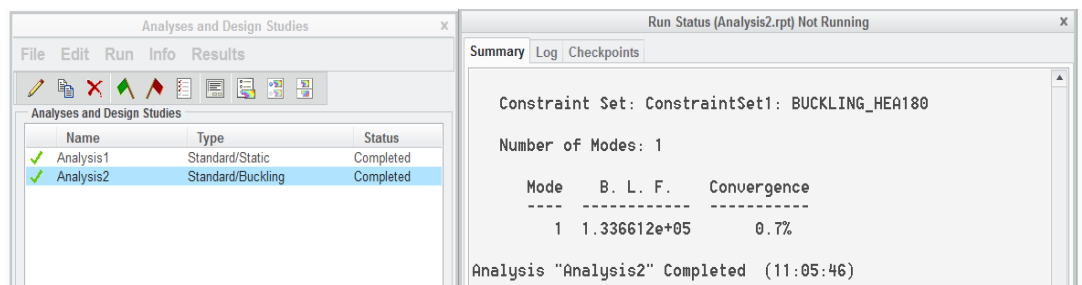 Analyses and Design Studies x
File Edit Run Info Results
Analyses and Design Studies
Name Type Status
Analysis1 Standard/Static Completed
Analysis2 Standard/Buckling Completed
Run Status (Analysis2.rpt) Not Running x
Summary Log Checkpoints
Constraint Set: ConstraintSet1: BUCKLING_HEA180
Number of Modes: 1
Mode B. L. F. Convergence
---- ------------ -----------
1 1.336612e+05 0.7%
Analysis "Analysis2" Completed (11:05:46)